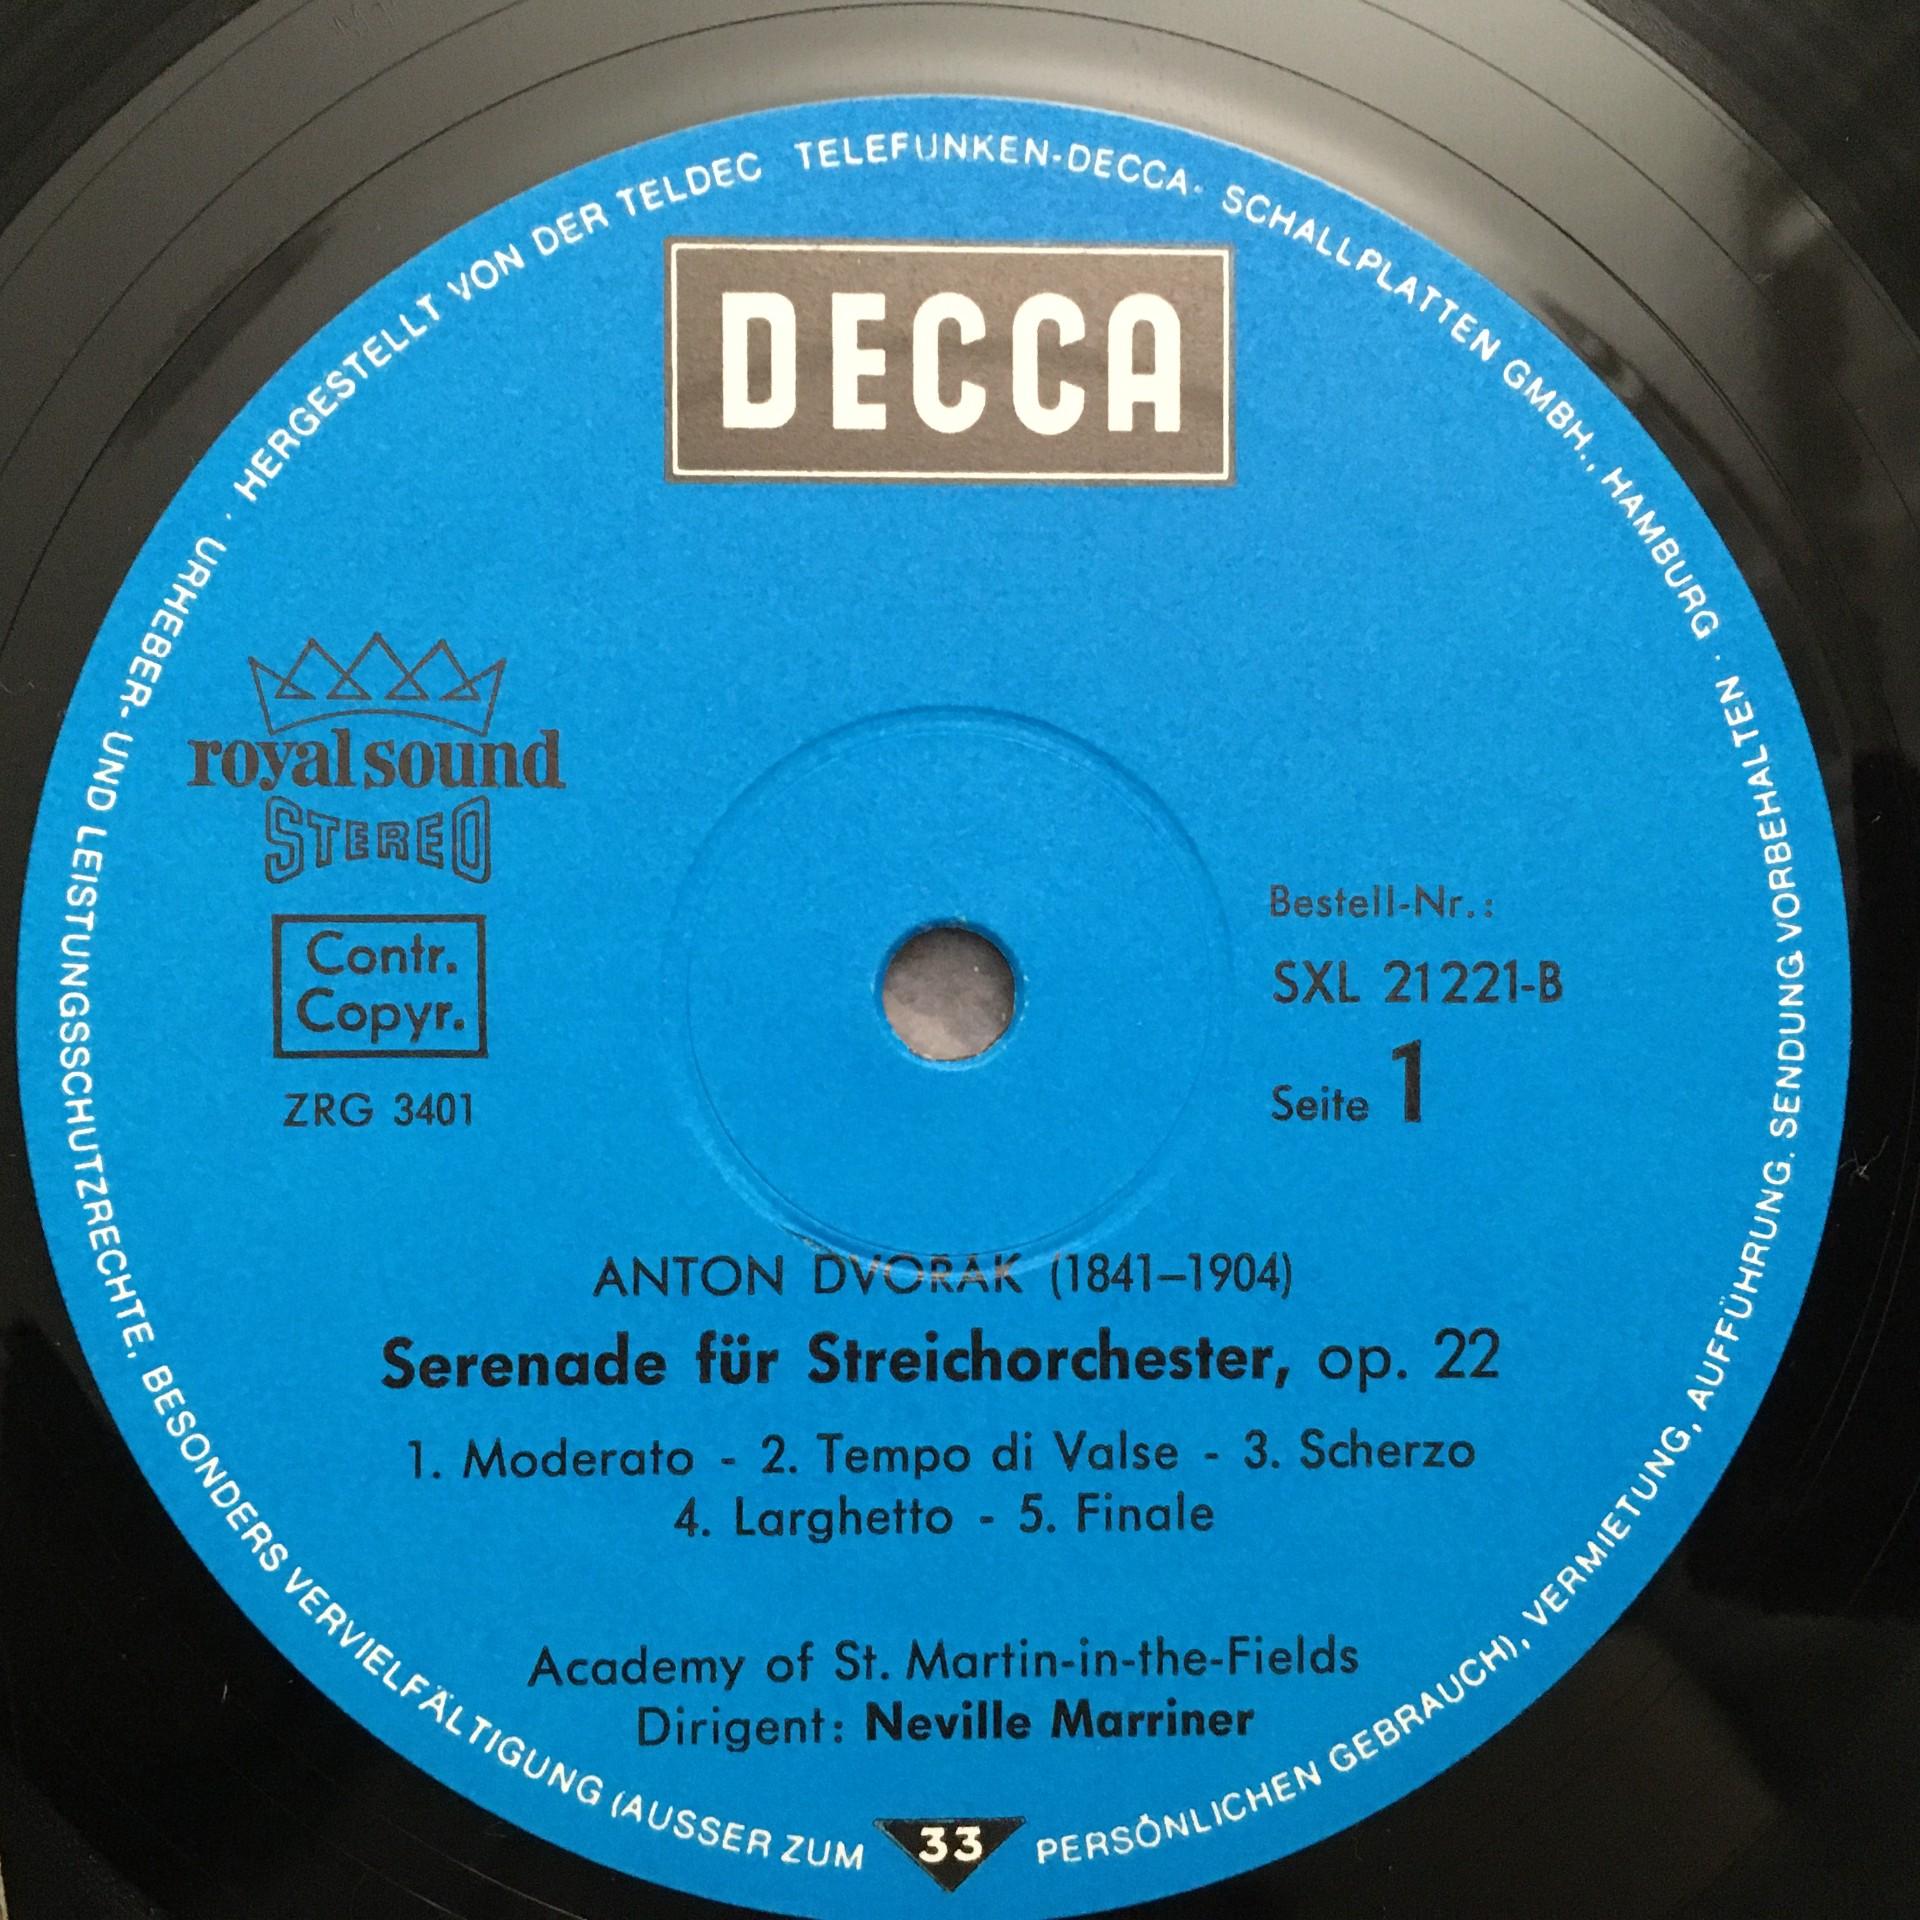 HERGESTELLT VON DER TELDEC TELEFUNKEN-DECCA- SCHALLPLATTEN GMBH., HAMBURG ·
DECCA
royal sound
STEREO
Contr.
Copyr.
ZRG 3401
Bestell-Nr.:
SXL 21221-B
Seite 1
ANTON DVORAK (1841–1904)
Serenade für Streichorchester, op. 22
1. Moderato - 2. Tempo di Valse - 3. Scherzo
4. Larghetto - 5. Finale
Academy of St. Martin-in-the-Fields
Dirigent: Neville Marriner
URHEBER- UND LEISTUNGSSCHUTZRECHTE, BESONDERS VERVIELFÄLTIGUNG (AUSSER ZUM PERSÖNLICHEN GEBRAUCH), VERMIETUNG, AUFFÜHRUNG. SENDUNG VORBEHALTEN ·
33